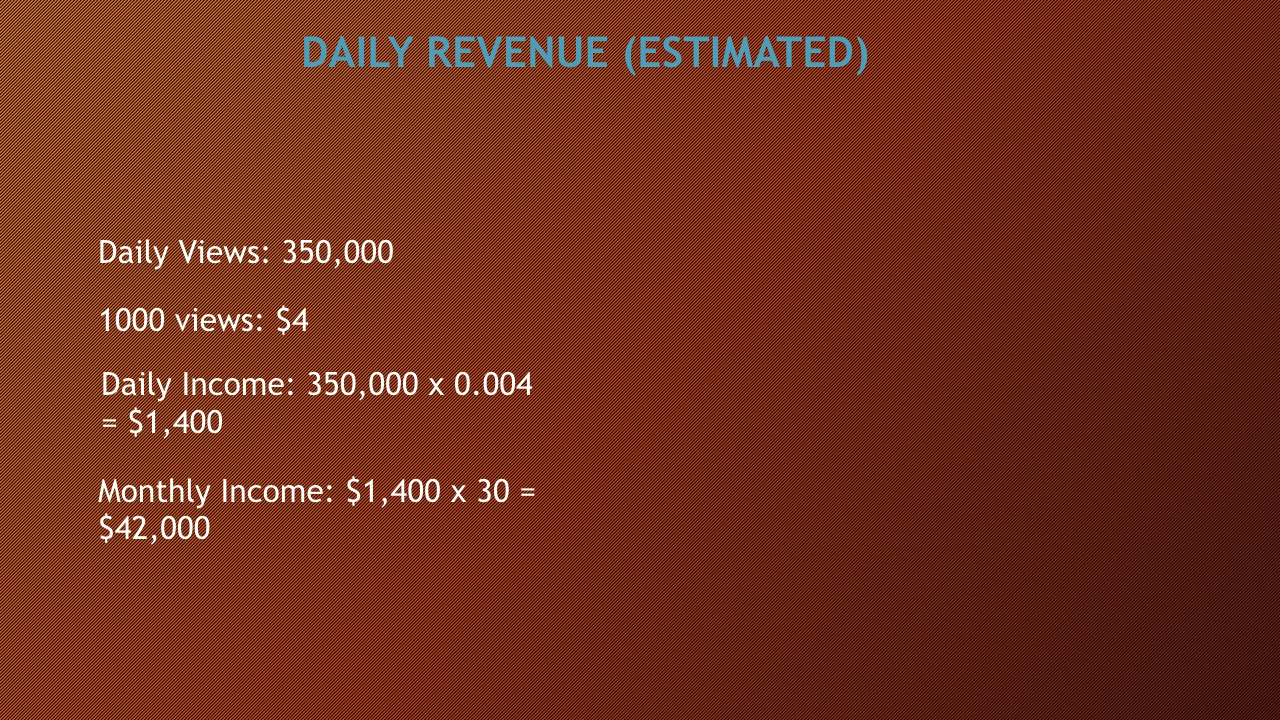 DAILY REVENUE (ESTIMATED)
Daily Views: 350,000
1000 views: $4
Daily Income: 350,000 x 0.004
= $1,400
Monthly Income: $1,400 x 30 =
$42,000